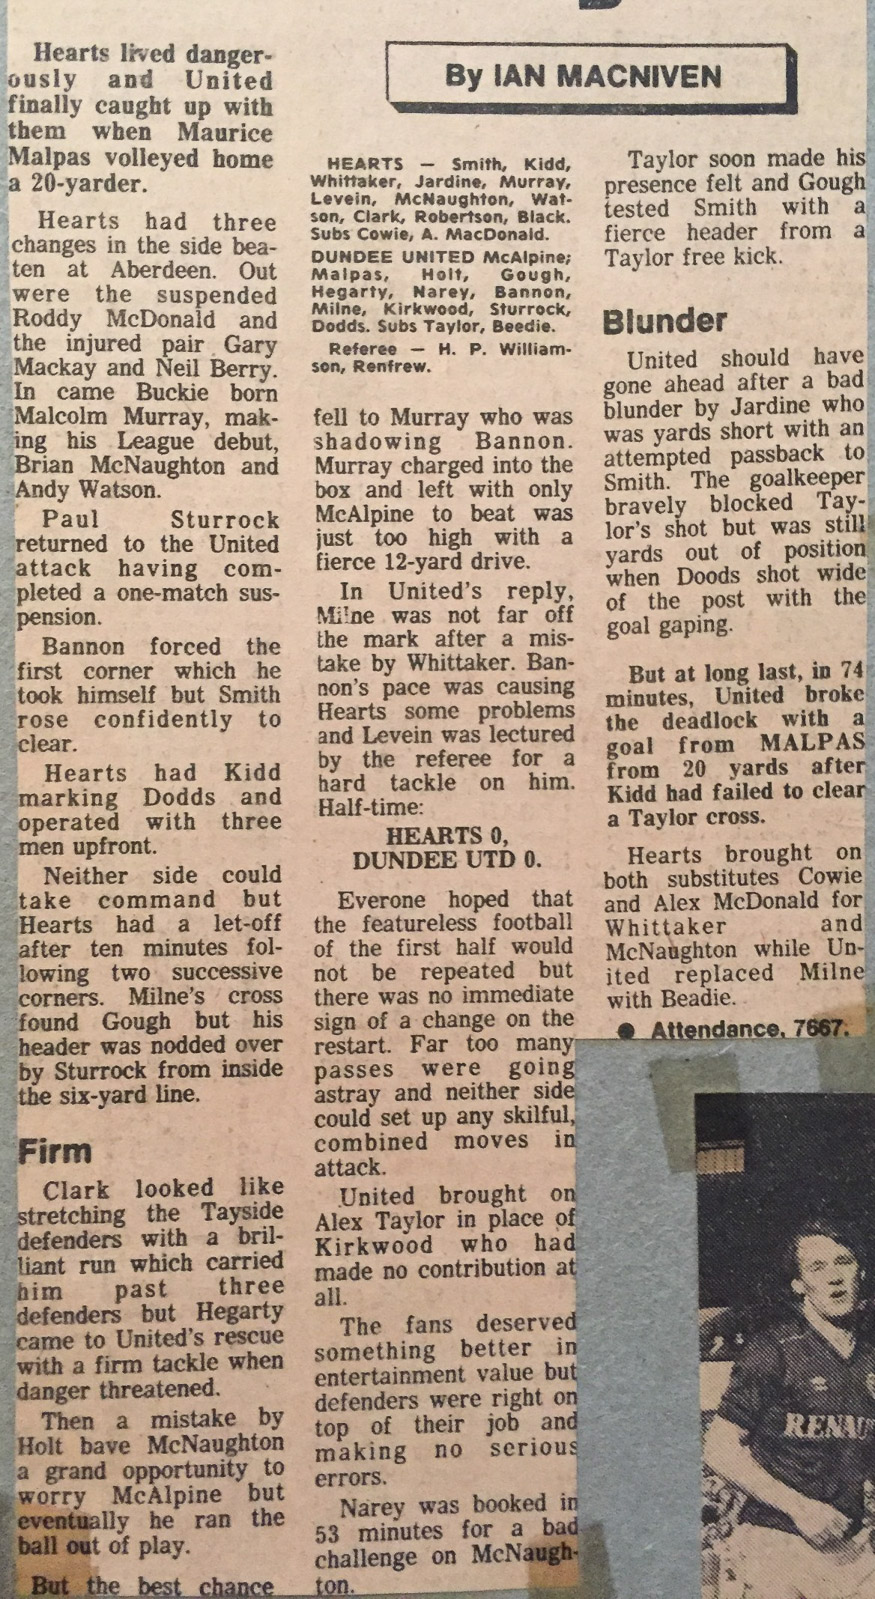 Hearts lived danger-
ously and United
finally caught up with
them when Maurice
Malpas volleyed home
a 20-yarder.
Hearts had three
changes in the side bea-
ten at Aberdeen. Out
were the suspended
Roddy McDonald and
the injured pair Gary
Mackay and Neil Berry.
In came Buckie born
Malcolm Murray, mak-
ing his League debut,
Brian McNaughton and
Andy Watson.
Paul Sturrock
returned to the United
attack having com-
pleted a one-match sus-
pension.
Bannon forced the
first corner which he
took himself but Smith
rose confidently to
clear.
Hearts had Kidd
marking Dodds and
operated with three
men upfront.
Neither side could
take command but
Hearts had a let-off
after ten minutes fol-
lowing two successive
corners. Milne's cross
found Gough but his
header was nodded over
by Sturrock from inside
the six-yard line.
Firm
Clark looked like
stretching the Tayside
defenders with a bril-
liant run which carried
him past three
defenders but Hegarty
came to United's rescue
with a firm tackle when
danger threatened.
Then a mistake by
Holt bave McNaughton
a grand opportunity to
worry McAlpine but
eventually he ran the
ball out of play.
But the best chance
By IAN MACNIVEN
HEARTS — Smith, Kidd,
Whittaker, Jardine, Murray,
Levein, McNaughton, Wat-
son, Clark, Robertson, Black.
Subs Cowie, A. MacDonald.
DUNDEE UNITED McAlpine;
Malpas, Holt, Gough,
Hegarty, Narey, Bannon,
Milne, Kirkwood, Sturrock,
Dodds. Subs Taylor, Beedie.
Referee — H. P. William-
son, Renfrew.
fell to Murray who was
shadowing Bannon.
Murray charged into the
box and left with only
McAlpine to beat was
just too high with a
fierce 12-yard drive.
In United's reply,
Milne was not far off
the mark after a mis-
take by Whittaker. Ban-
non's pace was causing
Hearts some problems
and Levein was lectured
by the referee for a
hard tackle on him.
Half-time:
HEARTS 0,
DUNDEE UTD 0.
Everone hoped that
the featureless football
of the first half would
not be repeated but
there was no immediate
sign of a change on the
restart. Far too many
passes were going
astray and neither side
could set up any skilful,
combined moves in
attack.
United brought on
Alex Taylor in place of
Kirkwood who had
made no contribution at
all.
The fans deserved
something better in
entertainment value but
defenders were right on
top of their job and
making no serious
errors.
Narey was booked in
53 minutes for a bad
challenge on McNaugh-
ton.
Taylor soon made his
presence felt and Gough
tested Smith with a
fierce header from a
Taylor free kick.
Blunder
United should have
gone ahead after a bad
blunder by Jardine who
was yards short with an
attempted passback to
Smith. The goalkeeper
bravely blocked Tay-
lor's shot but was still
yards out of position
when Doods shot wide
of the post with the
goal gaping.
But at long last, in 74
minutes, United broke
the deadlock with a
goal from MALPAS
from 20 yards after
Kidd had failed to clear
a Taylor cross.
Hearts brought on
both substitutes Cowie
and Alex McDonald for
Whittaker and
McNaughton while Un-
ited replaced Milne
with Beadie.
● Attendance, 7667.